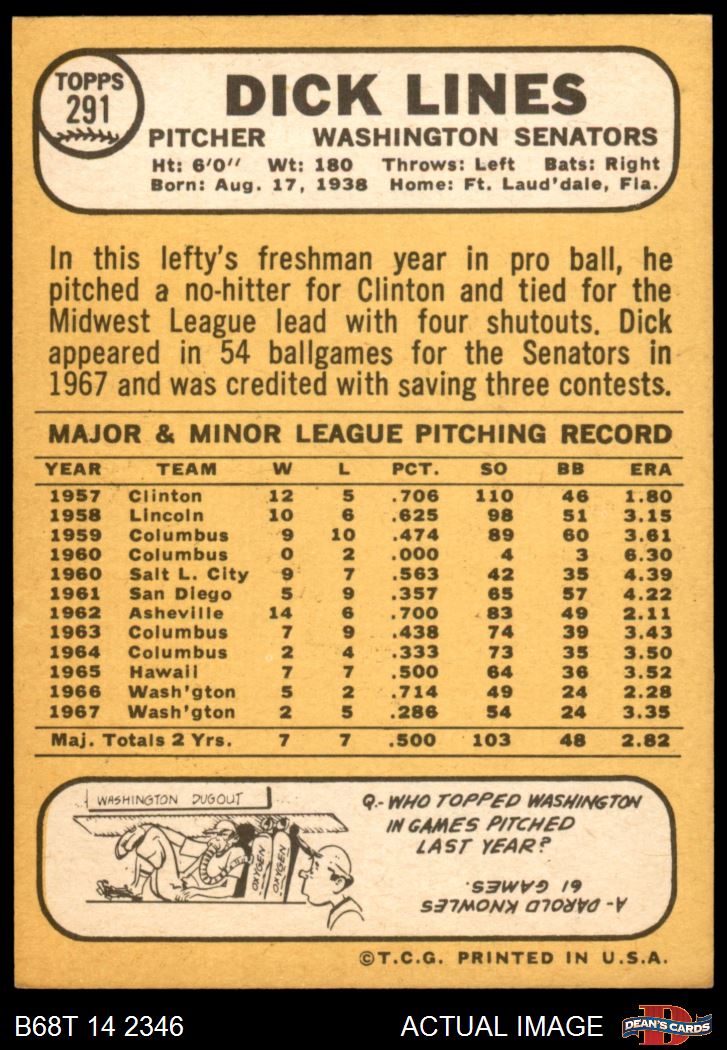 TOPPS
291
DICK LINES
PITCHER WASHINGTON SENATORS
Ht: 6'0" Wt: 180 Throws: Left Bats: Right
Born: Aug. 17, 1938 Home: Ft. Laud'dale, Fla.
In this lefty's freshman year in pro ball, he
pitched a no-hitter for Clinton and tied for the
Midwest League lead with four shutouts. Dick
appeared in 54 ballgames for the Senators in
1967 and was credited with saving three contests.
MAJOR & MINOR LEAGUE PITCHING RECORD
YEAR TEAM W L PCT. SO BB ERA
1957 Clinton 12 5 .706 110 46 1.80
1958 Lincoln 10 6 .625 98 51 3.15
1959 Columbus 9 10 .474 89 60 3.61
1960 Columbus 0 2 .000 4 3 6.30
1960 Salt L. City 9 7 .563 42 35 4.39
1961 San Diego 5 9 .357 65 57 4.22
1962 Asheville 14 6 .700 83 49 2.11
1963 Columbus 7 9 .438 74 39 3.43
1964 Columbus 2 4 .333 73 35 3.50
1965 Hawaii 7 7 .500 64 36 3.52
1966 Wash'gton 5 2 .714 49 24 2.28
1967 Wash'gton 2 5 .286 54 24 3.35
Maj. Totals 2 Yrs. 7 7 .500 103 48 2.82
WASHINGTON DUGOUT
OXYGEN
OXYGEN
Q.- WHO TOPPED WASHINGTON
IN GAMES PITCHED
LAST YEAR?
A- DAROLD KNOWLES
61 GAMES.
©T.C.G. PRINTED IN U.S.A.
B68T 14 2346 ACTUAL IMAGE
D
DEAN'S CARDS